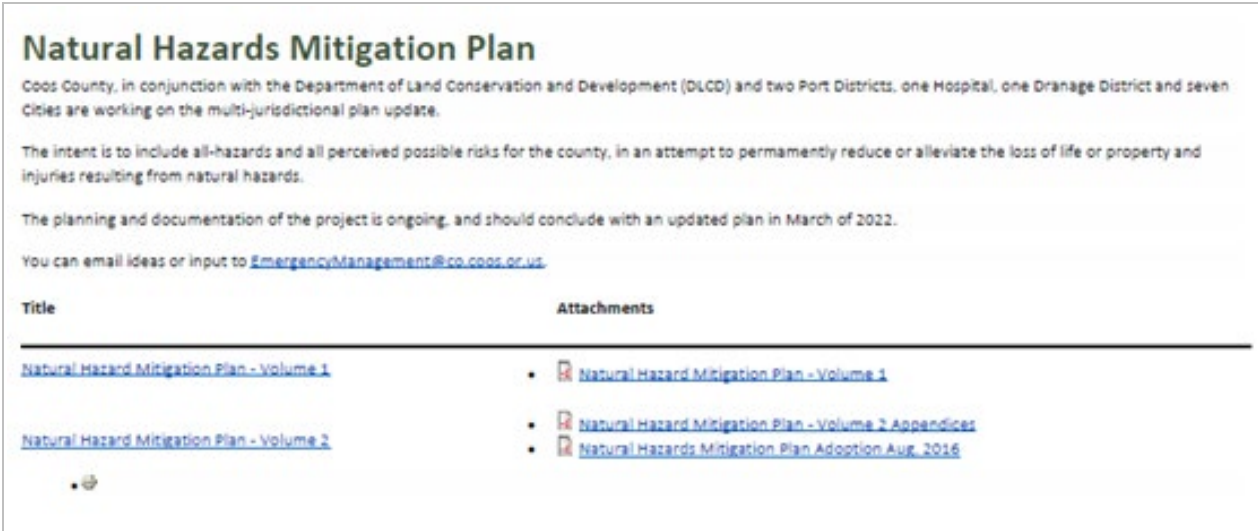 Natural Hazards Mitigation Plan
Coos County, in conjunction with the Department of Land Conservation and Development (DLCD) and two Port Districts, one Hospital, one Dranage District and seven
Cities are working on the multi-jurisdictional plan update.
The intent is to include all-hazards and all perceived possible risks for the county, in an attempt to permamently reduce or alleviate the loss of life or property and
injuries resulting from natural hazards.
The planning and documentation of the project is ongoing, and should conclude with an updated plan in March of 2022.
You can email ideas or input to EmergencyManagement@co.coos.or.us.
Title Attachments
Natural Hazard Mitigation Plan - Volume 1 • Natural Hazard Mitigation Plan - Volume 1
• Natural Hazard Mitigation Plan - Volume 2 Appendices
Natural Hazard Mitigation Plan - Volume 2 • Natural Hazards Mitigation Plan Adoption Aug. 2016